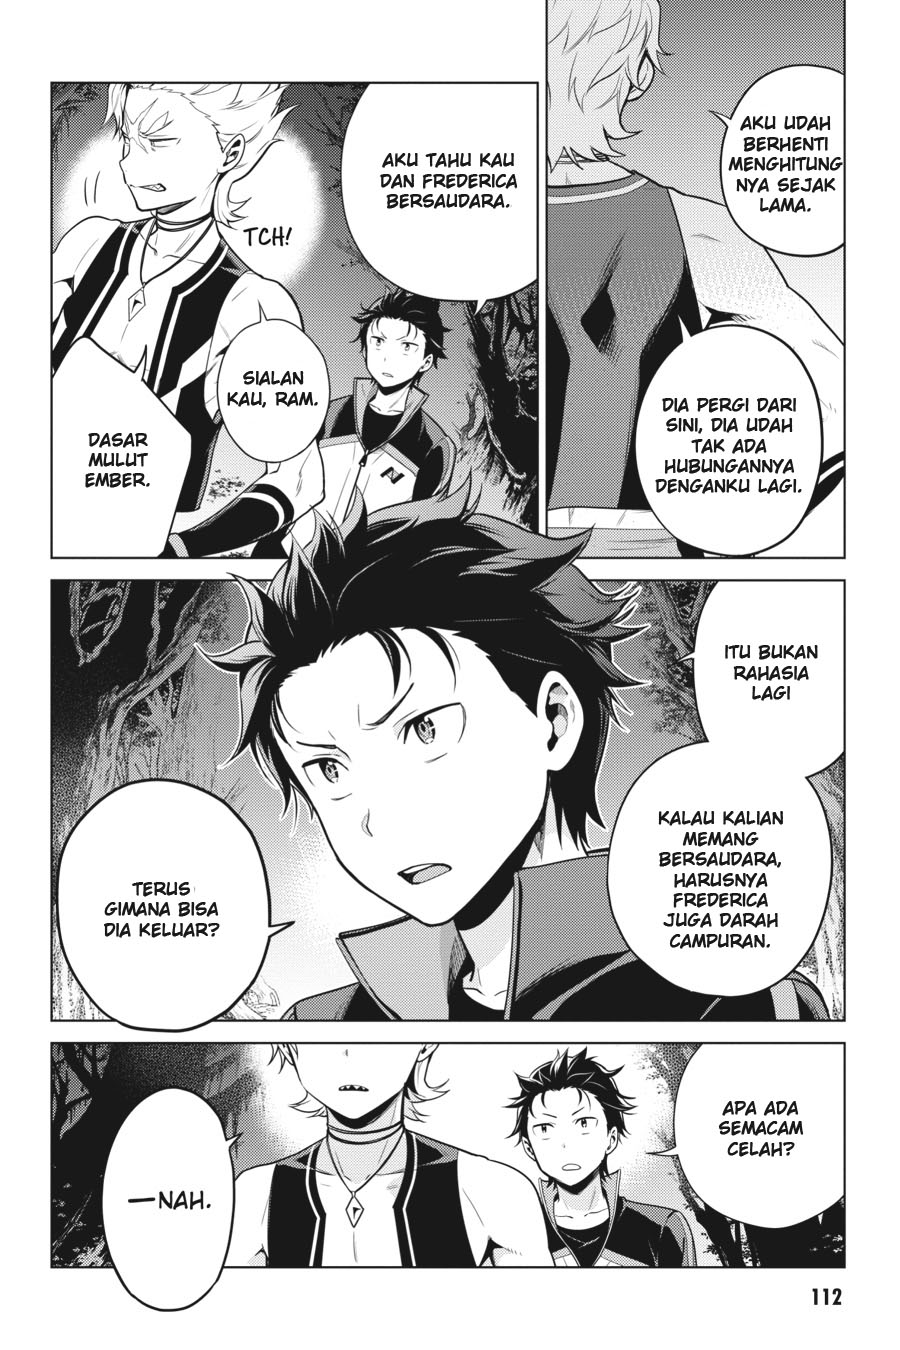 AKU UDAH
BERHENTI
MENGHITUNG
NYA SEJAK
LAMA.
DIA PERGI DARI
SINI, DIA UDAH
TAK ADA
HUBUNGANNYA
DENGANKU LAGI.
AKU TAHU KAU
DAN FREDERICA
BERSAUDARA.
TCH!
SIALAN
KAU, RAM.
DASAR
MULUT
EMBER.
ITU BUKAN
RAHASIA
LAGI
KALAU KALIAN
MEMANG
BERSAUDARA,
HARUSNYA
FREDERICA
JUGA DARAH
CAMPURAN.
TERUS
GIMANA BISA
DIA KELUAR?
APA ADA
SEMACAM
CELAH?
—NAH.
112